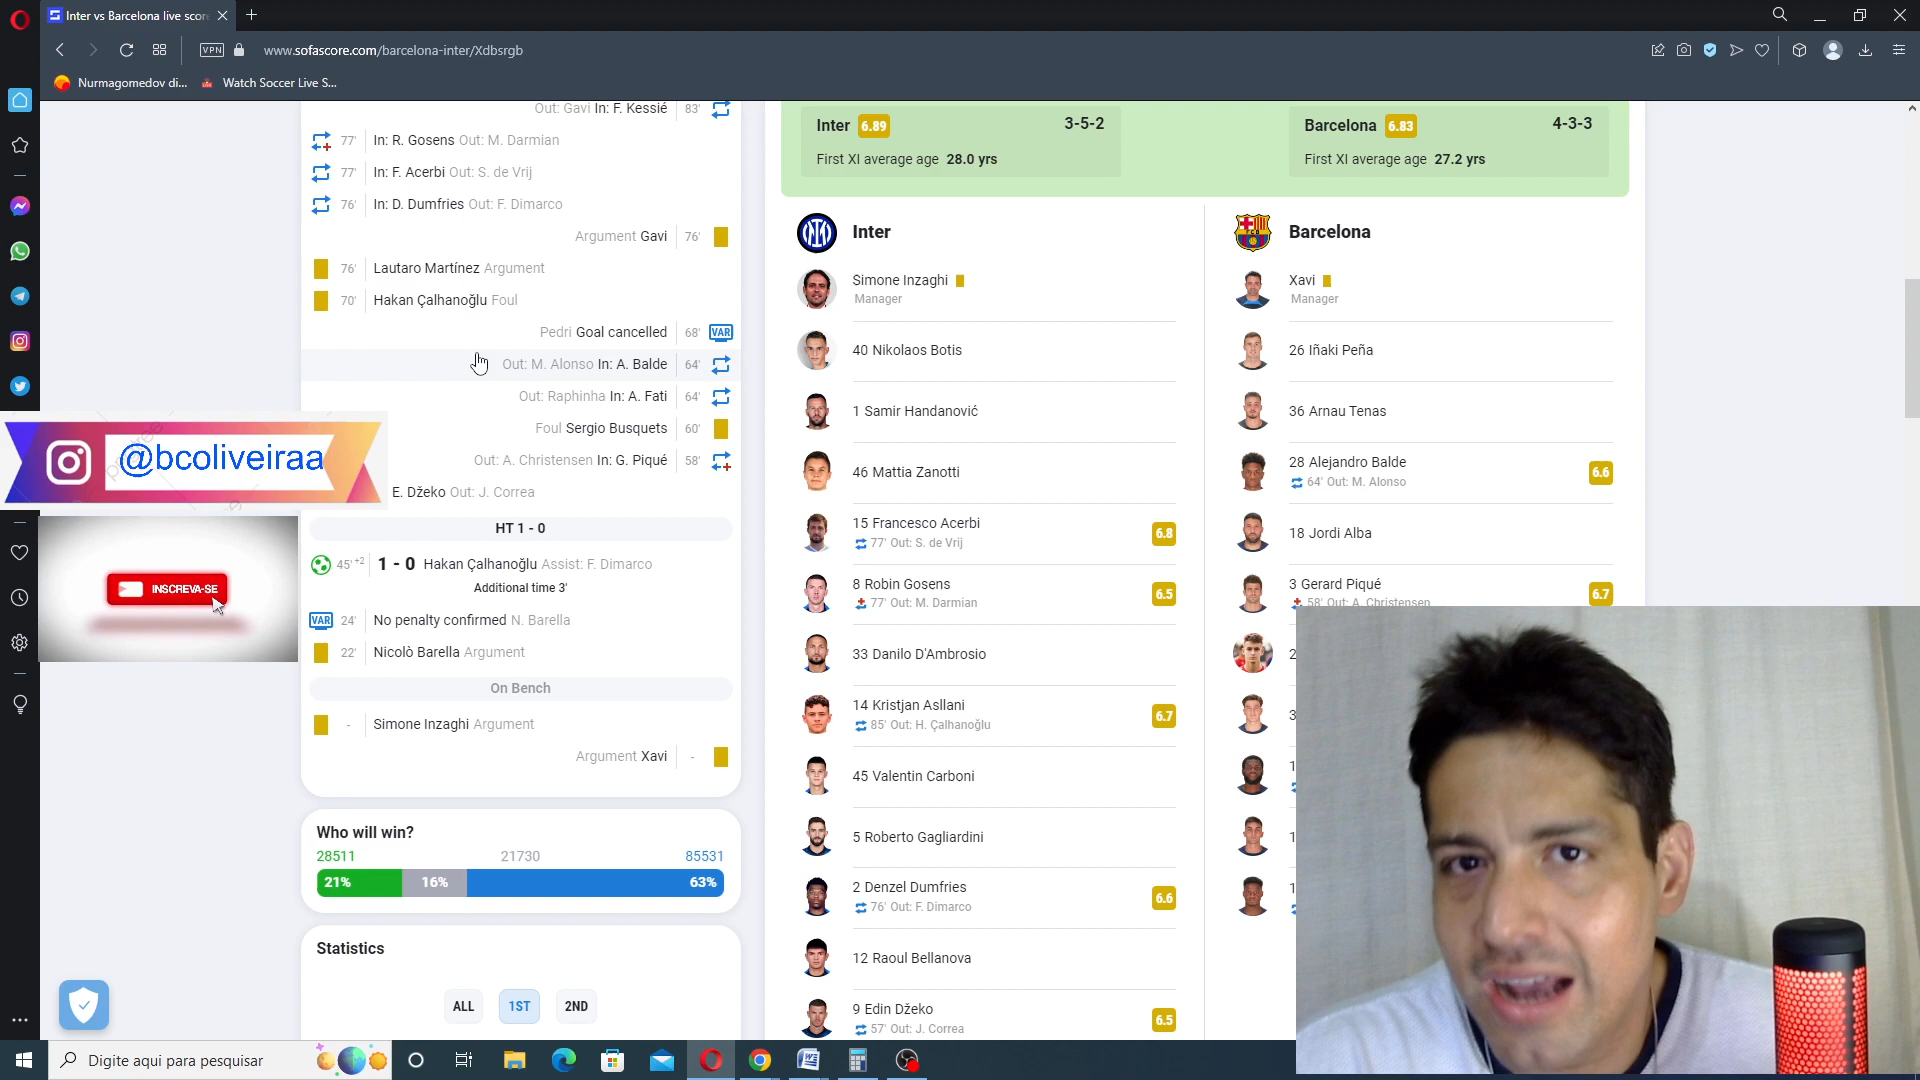 Inter vs Barcelona live scor
VPN
www.sofascore.com/barcelona-inter/Xdbsrgb
Nurmagomedov di...
Watch Soccer Live S...
Out: Gavi In: F. Kessié 83'
77' In: R. Gosens Out: M. Darmian
77' In: F. Acerbi Out: S. de Vrij
76' In: D. Dumfries Out: F. Dimarco
Argument Gavi 76'
76' Lautaro Martínez Argument
70' Hakan Çalhanoğlu Foul
Pedri Goal cancelled 68' VAR
Out: M. Alonso In: A. Balde 64'
Out: Raphinha In: A. Fati 64'
Foul Sergio Busquets 60'
Out: A. Christensen In: G. Piqué 58'
E. Džeko Out: J. Correa
HT 1 - 0
45'+2 1 - 0 Hakan Çalhanoğlu Assist: F. Dimarco
Additional time 3'
VAR 24' No penalty confirmed N. Barella
22' Nicolò Barella Argument
On Bench
- Simone Inzaghi Argument
Argument Xavi -
Who will win?
28511 21730 85531
21% 16% 63%
Statistics
ALL 1ST 2ND
@bcoliveiraa
INSCREVA-SE
Inter 6.89 3-5-2
First XI average age 28.0 yrs
Barcelona 6.83 4-3-3
First XI average age 27.2 yrs
Inter
Simone Inzaghi
Manager
40 Nikolaos Botis
1 Samir Handanović
46 Mattia Zanotti
15 Francesco Acerbi 6.8
77' Out: S. de Vrij
8 Robin Gosens 6.5
77' Out: M. Darmian
33 Danilo D'Ambrosio
14 Kristjan Asllani 6.7
85' Out: H. Çalhanoğlu
45 Valentin Carboni
5 Roberto Gagliardini
2 Denzel Dumfries 6.6
76' Out: F. Dimarco
12 Raoul Bellanova
9 Edin Džeko 6.5
57' Out: J. Correa
Barcelona
Xavi
Manager
26 Iñaki Peña
36 Arnau Tenas
28 Alejandro Balde 6.6
64' Out: M. Alonso
18 Jordi Alba
3 Gerard Piqué 6.7
58' Out: A. Christensen
Digite aqui para pesquisar